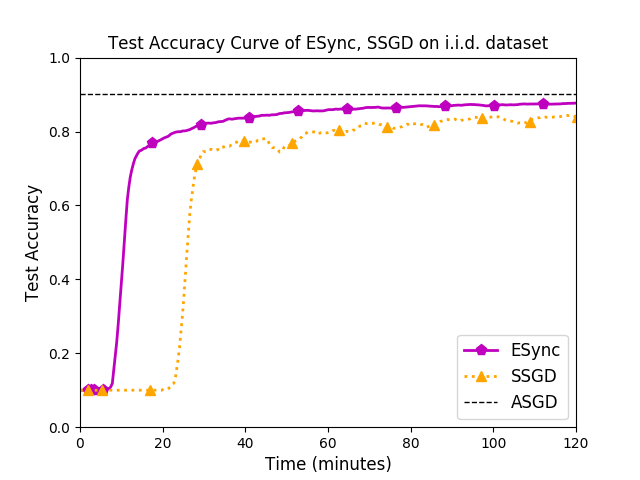 Test Accuracy Curve of ESync, SSGD on i.i.d. dataset
1.0
0.8
0.6
0.4
0.2
0.0
Test Accuracy
ESync
SSGD
ASGD
0 20 40 60 80 100 120
Time (minutes)